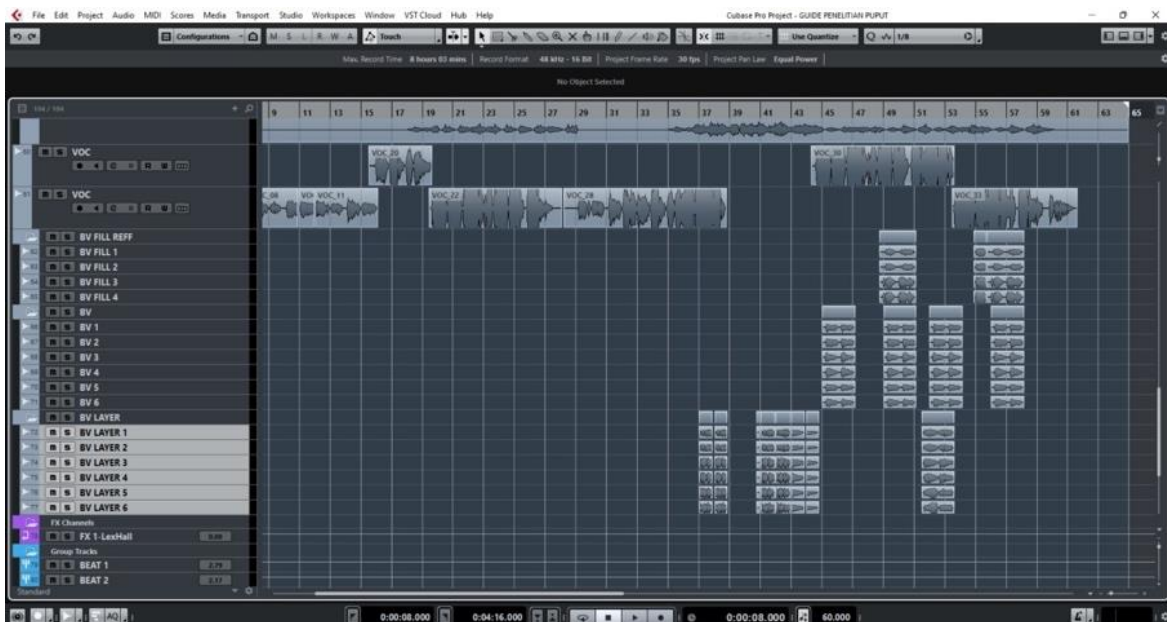 File Edit Project Audio MIDI Scores Media Transport Studio Workspaces Window VST Cloud Hub Help
Cubase Pro Project - GUIDE PENELITIAN PUPUT
Configurations M S L R W A Touch Use Quantize Q 1/8
Max. Record Time 8 hours 03 mins Record Format 48 kHz - 16 Bit Project Frame Rate 30 fps Project Pan Law Equal Power
No Object Selected
9 11 13 15 17 19 21 23 25 27 29 31 33 35 37 39 41 43 45 47 49 51 53 55 57 59 61 63 65
VOC
VOC_20
VOC_30
VOC
VOC_11
VOC_22
VOC_28
VOC_33
BV FILL REFF
BV FILL 1
BV FILL 2
BV FILL 3
BV FILL 4
BV
BV 1
BV 2
BV 3
BV 4
BV 5
BV 6
BV LAYER
BV LAYER 1
BV LAYER 2
BV LAYER 3
BV LAYER 4
BV LAYER 5
BV LAYER 6
FX Channels
FX 1-LexHall
Group Tracks
BEAT 1
BEAT 2
Standard
AQ 0:00:08.000 0:04:16.000 0:00:08.000 60.000